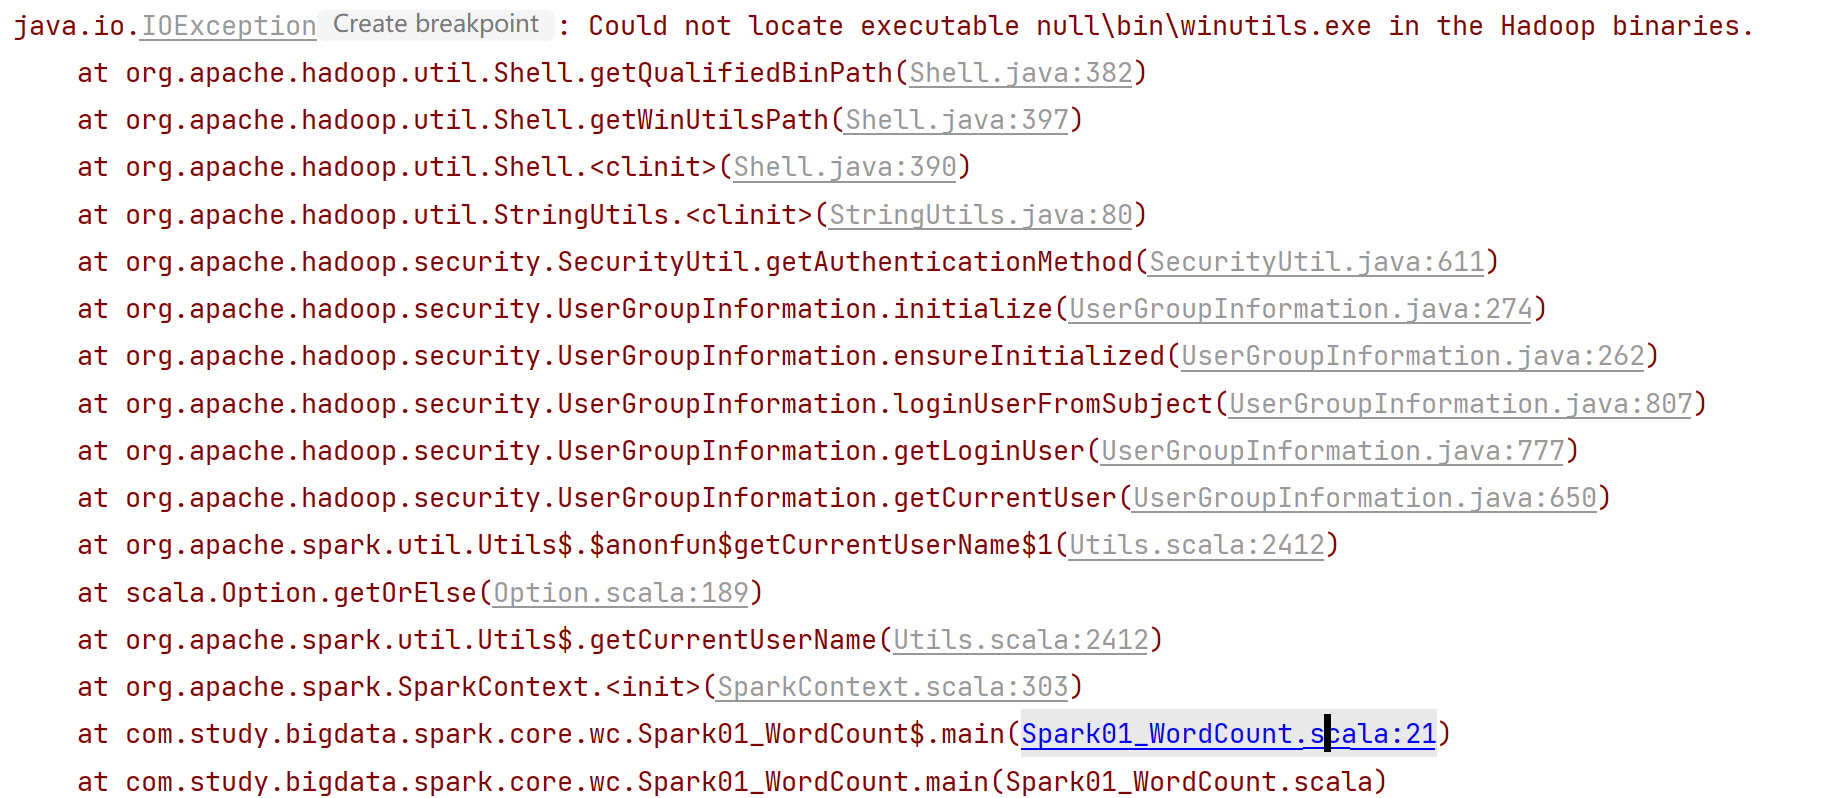 java.io.IOException Create breakpoint : Could not locate executable null\bin\winutils.exe in the Hadoop binaries.
at org.apache.hadoop.util.Shell.getQualifiedBinPath(Shell.java:382)
at org.apache.hadoop.util.Shell.getWinUtilsPath(Shell.java:397)
at org.apache.hadoop.util.Shell.<clinit>(Shell.java:390)
at org.apache.hadoop.util.StringUtils.<clinit>(StringUtils.java:80)
at org.apache.hadoop.security.SecurityUtil.getAuthenticationMethod(SecurityUtil.java:611)
at org.apache.hadoop.security.UserGroupInformation.initialize(UserGroupInformation.java:274)
at org.apache.hadoop.security.UserGroupInformation.ensureInitialized(UserGroupInformation.java:262)
at org.apache.hadoop.security.UserGroupInformation.loginUserFromSubject(UserGroupInformation.java:807)
at org.apache.hadoop.security.UserGroupInformation.getLoginUser(UserGroupInformation.java:777)
at org.apache.hadoop.security.UserGroupInformation.getCurrentUser(UserGroupInformation.java:650)
at org.apache.spark.util.Utils$.$anonfun$getCurrentUserName$1(Utils.scala:2412)
at scala.Option.getOrElse(Option.scala:189)
at org.apache.spark.util.Utils$.getCurrentUserName(Utils.scala:2412)
at org.apache.spark.SparkContext.<init>(SparkContext.scala:303)
at com.study.bigdata.spark.core.wc.Spark01_WordCount$.main(Spark01_WordCount.scala:21)
at com.study.bigdata.spark.core.wc.Spark01_WordCount.main(Spark01_WordCount.scala)